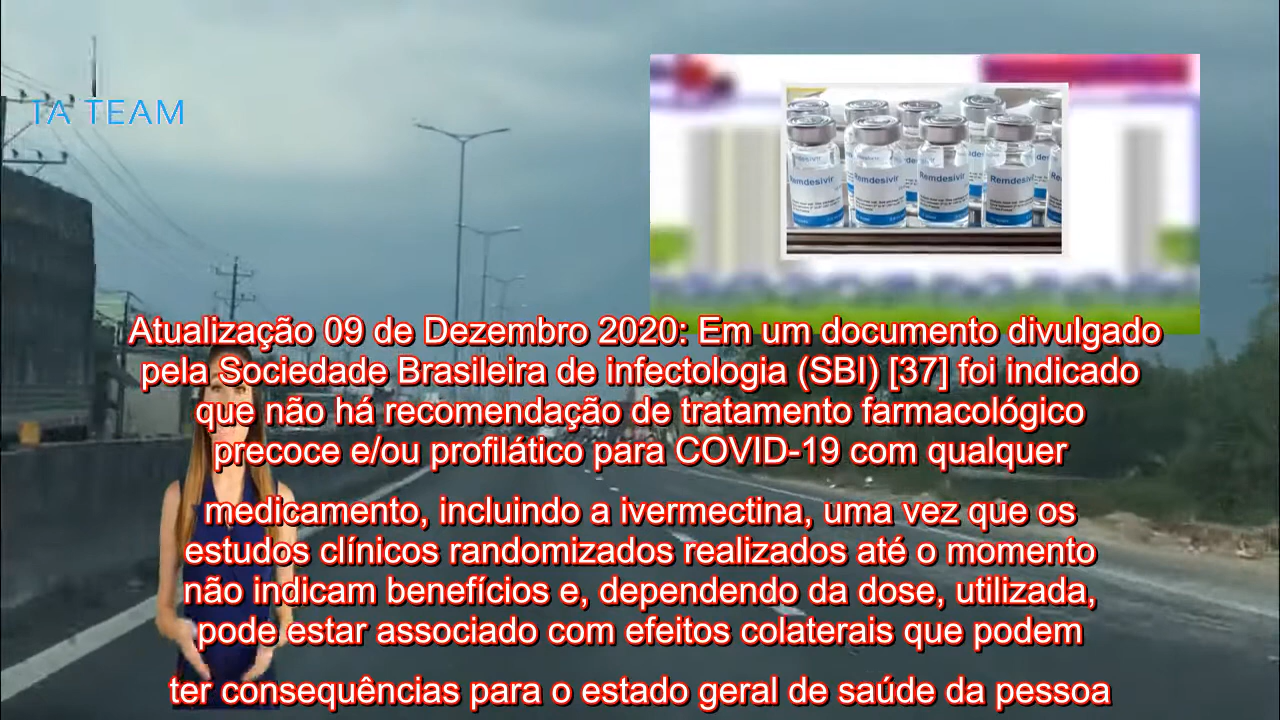 TA TEAM
Remdesivir Remdesivir Remdesivir Remdesivir
Atualização 09 de Dezembro 2020: Em um documento divulgado
pela Sociedade Brasileira de infectologia (SBI) [37] foi indicado
que não há recomendação de tratamento farmacológico
precoce e/ou profilático para COVID-19 com qualquer
medicamento, incluindo a ivermectina, uma vez que os
estudos clínicos randomizados realizados até o momento
não indicam benefícios e, dependendo da dose, utilizada,
pode estar associado com efeitos colaterais que podem
ter consequências para o estado geral de saúde da pessoa